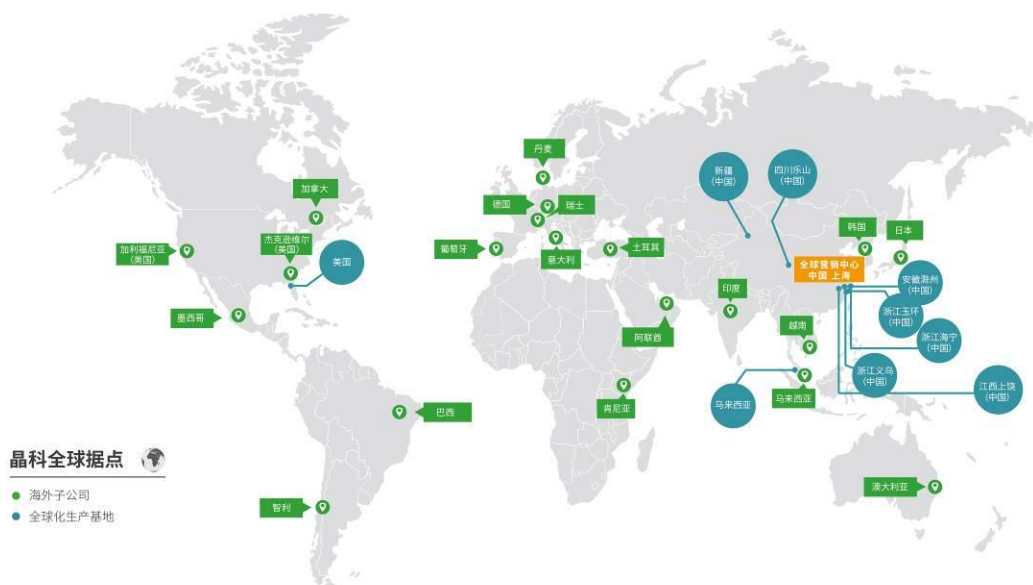 丹麦
新疆
(中国)
四川乐山
(中国)
加拿大
德国
瑞士
韩国
日本
加利福尼亚
(美国)
杰克逊维尔
(美国)
美国
葡萄牙
意大利
土耳其
全球营销中心
中国 上海
安徽滁州
(中国)
印度
浙江玉环
(中国)
墨西哥
阿联酋
越南
浙江海宁
(中国)
浙江义乌
(中国)
江西上饶
(中国)
马来西亚
马来西亚
肯尼亚
巴西
晶科全球据点
海外子公司
全球化生产基地
智利
澳大利亚